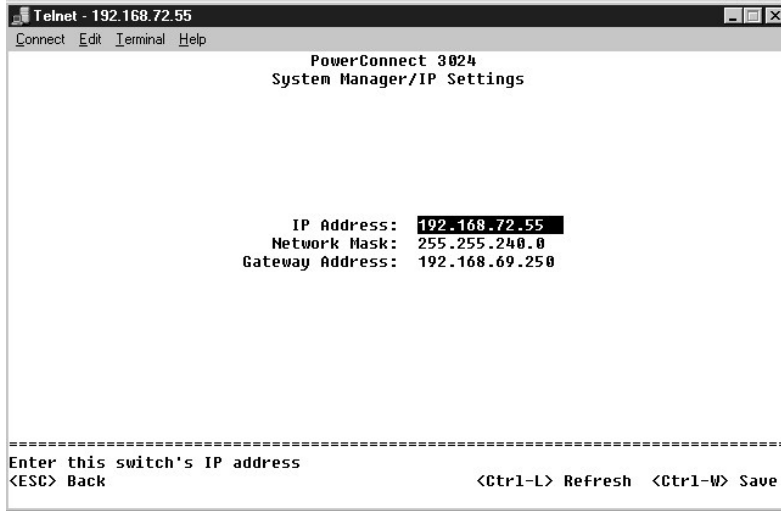 Telnet - 192.168.72.55
Connect Edit Terminal Help
PowerConnect 3024
System Manager/IP Settings
IP Address: 192.168.72.55
Network Mask: 255.255.240.0
Gateway Address: 192.168.69.250
================================================================================
Enter this switch's IP address
<ESC> Back <Ctrl-L> Refresh <Ctrl-W> Save